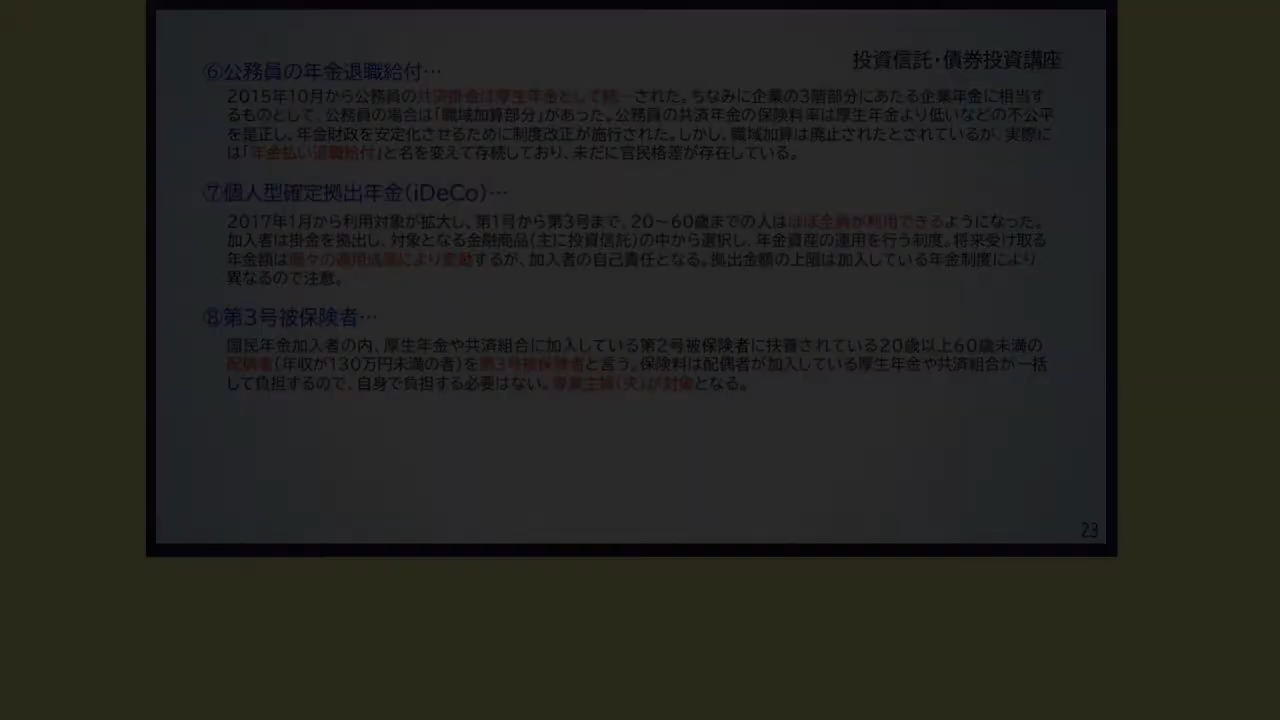 投資信託・債券投資講座
⑥公務員の年金退職給付…
2015年10月から公務員の共済掛金は厚生年金として統一された。ちなみに企業の3階部分にあたる企業年金に相当す
るものとして、公務員の場合は「職域加算部分」があった。公務員の共済年金の保険料率は厚生年金より低いなどの不公平
を是正し、年金財政を安定化させるために制度改正が施行された。しかし、職域加算は廃止されたとされているが、実際に
は「年金払い退職給付」と名を変えて存続しており、未だに官民格差が存在している。
⑦個人型確定拠出年金(iDeCo)…
2017年1月から利用対象が拡大し、第1号から第3号まで、20~60歳までの人はほぼ全員が利用できるようになった。
加入者は掛金を拠出し、対象となる金融商品(主に投資信託)の中から選択し、年金資産の運用を行う制度。将来受け取る
年金額は個々の運用成果により変動するが、加入者の自己責任となる。拠出金額の上限は加入している年金制度により
異なるので注意。
⑧第3号被保険者…
国民年金加入者の内、厚生年金や共済組合に加入している第2号被保険者に扶養されている20歳以上60歳未満の
配偶者(年収が130万円未満の者)を第3号被保険者と言う。保険料は配偶者が加入している厚生年金や共済組合が一括
して負担するので、自身で負担する必要はない。専業主婦(夫)が対象となる。
23